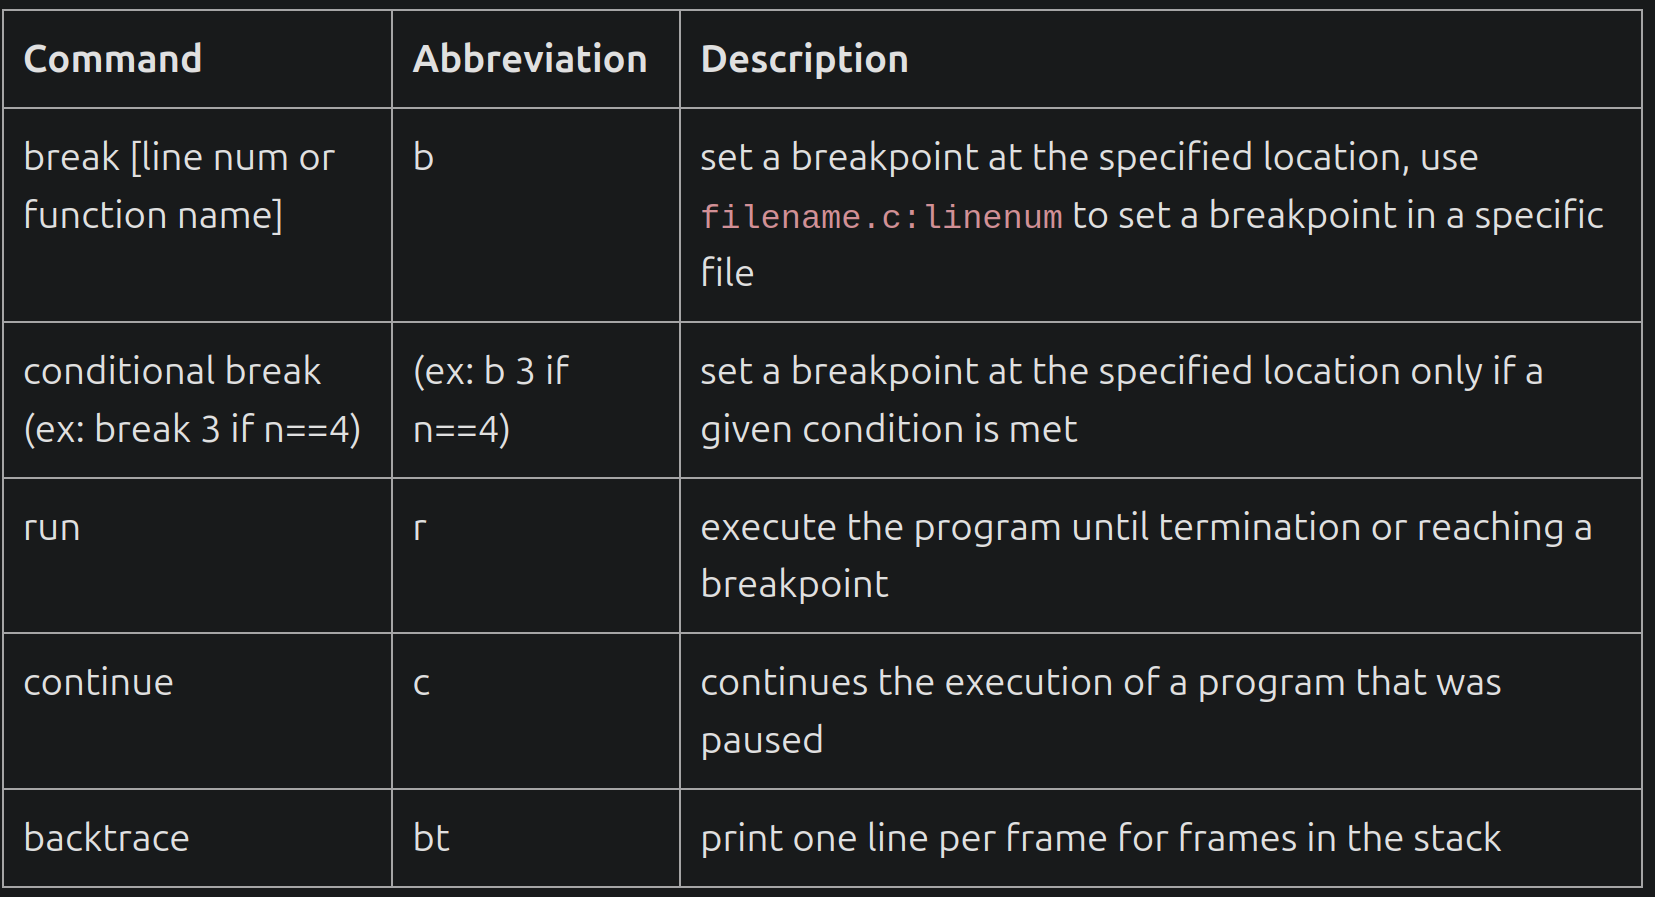 Command Abbreviation Description
break [line num or
function name]
b
set a breakpoint at the specified location, use
filename.c:linenum to set a breakpoint in a specific
file
conditional break
(ex: break 3 if n==4)
(ex: b 3 if
n==4)
set a breakpoint at the specified location only if a
given condition is met
run
r
execute the program until termination or reaching a
breakpoint
continue
c
continues the execution of a program that was
paused
backtrace
bt
print one line per frame for frames in the stack